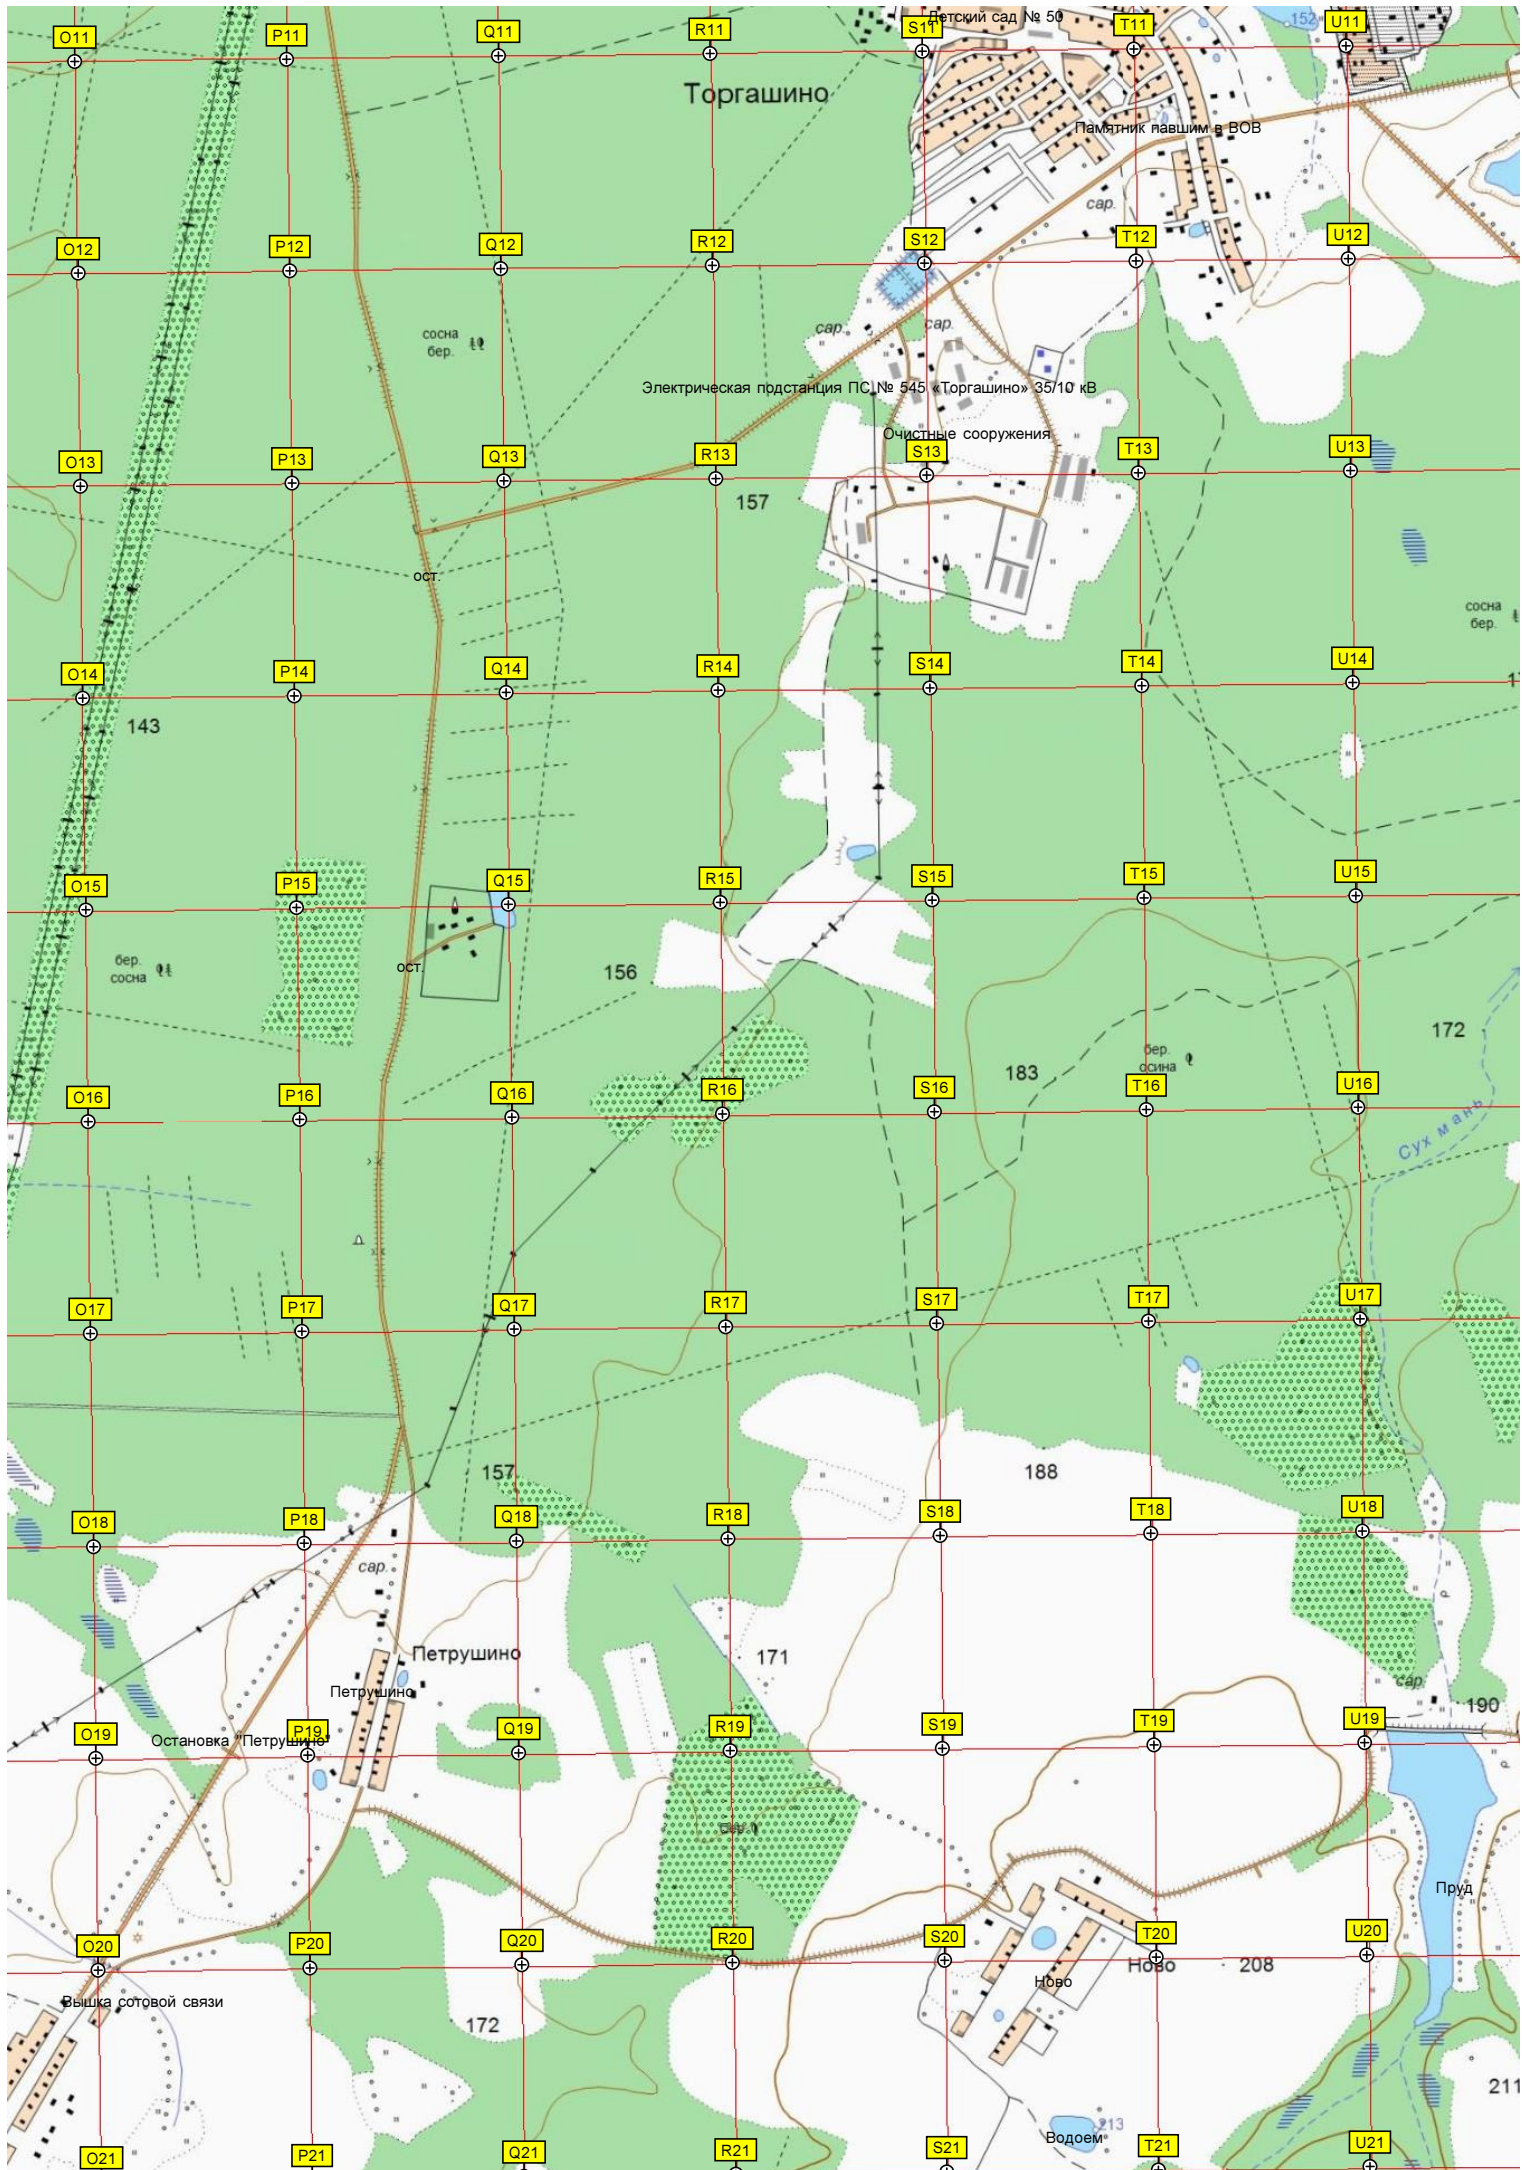 Детский сад № 50
152
O11 P11 Q11 R11 S11 T11 U11
Торгашино
Памятник павшим в ВОВ
сар.
O12 P12 Q12 R12 S12 T12 U12
сосна
бер.
сар.
сар.
Электрическая подстанция ПС № 545 «Торгашино» 35/10 кВ
Очистные сооружения
O13 P13 Q13 R13 S13 T13 U13
157
ост.
сосна
бер.
O14 P14 Q14 R14 S14 T14 U14
143
O15 P15 Q15 R15 S15 T15 U15
бер.
сосна
ост.
156
172
183
бер.
осина
O16 P16 Q16 R16 S16 T16 U16
Сух мань
O17 P17 Q17 R17 S17 T17 U17
157
188
O18 P18 Q18 R18 S18 T18 U18
сар.
Петрушино
171
Петрушино
сар.
190
O19 P19 Q19 R19 S19 T19 U19
Остановка "Петрушино"
бер.
Пруд
O20 P20 Q20 R20 S20 T20 U20
Ново
208
Ново
Вышка сотовой связи
172
211
213
Водоем
O21 P21 Q21 R21 S21 T21 U21